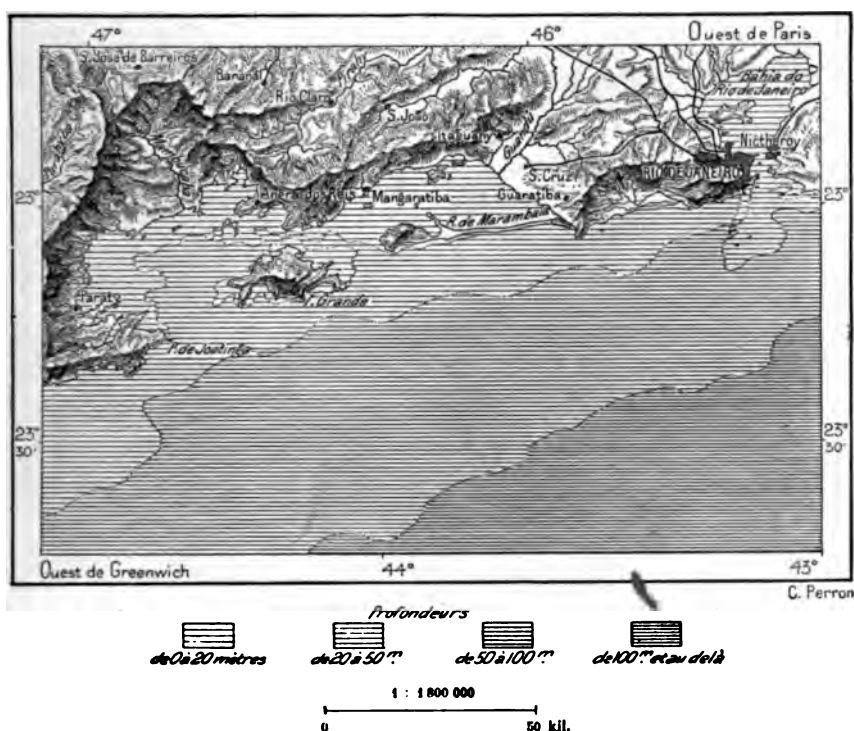 47°
46°
Ouest de Paris
S. José de Barreiros
Bananal
Bahia do
Rio de Janeiro
Rio Claro
S. João
Itaguahy
Guandu
Nictheroy
S. Cruz
RIO DE JANEIRO
23°
Angra dos Reis
Mangaratiba
Guaratiba
23°
R. de Marambaia
I. Grande
Paraty
P. de Joatinga
23°
30'
23°
30'
Ouest de Greenwich
44°
43°
C. Perron
Profondeurs
de 0 à 20 mètres
de 20 à 50 m.
de 50 à 100 m.
de 100 m. et au delà
1 : 1 800 000
0
50 kil.